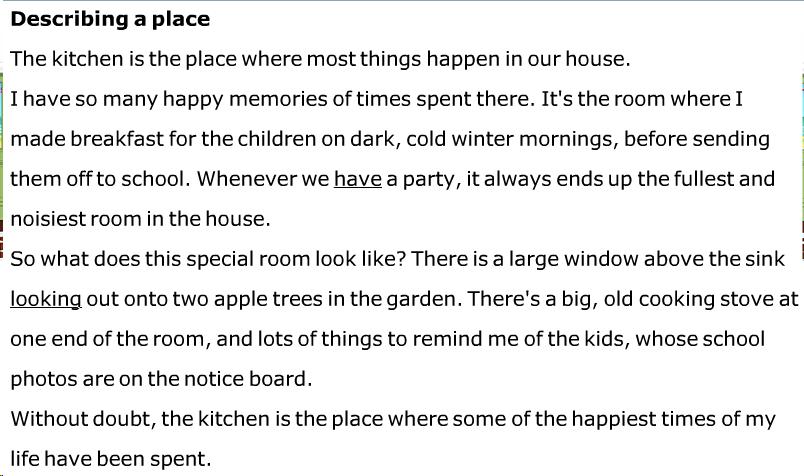 Describing a place
The kitchen is the place where most things happen in our house.
I have so many happy memories of times spent there. It's the room where I
made breakfast for the children on dark, cold winter mornings, before sending
them off to school. Whenever we have a party, it always ends up the fullest and
noisiest room in the house.
So what does this special room look like? There is a large window above the sink
looking out onto two apple trees in the garden. There's a big, old cooking stove at
one end of the room, and lots of things to remind me of the kids, whose school
photos are on the notice board.
Without doubt, the kitchen is the place where some of the happiest times of my
life have been spent.